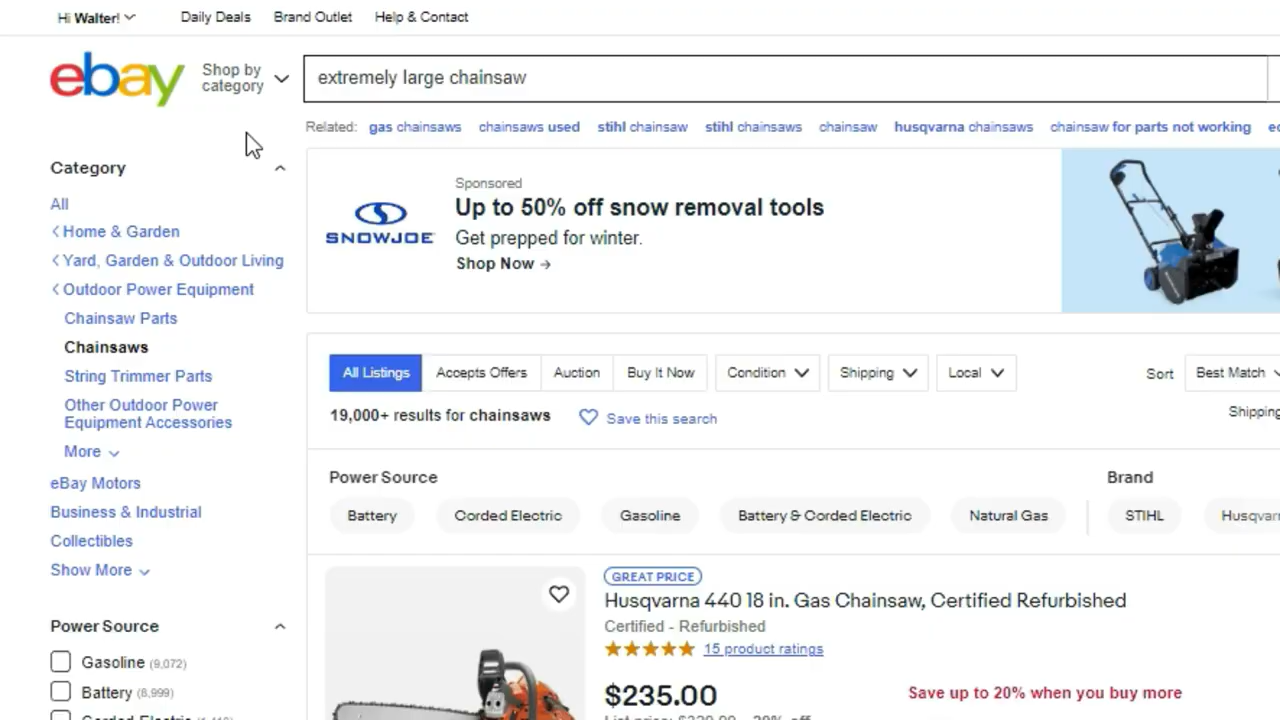 Hi Walter!
Daily Deals
Brand Outlet
Help & Contact
ebay
Shop by
category
extremely large chainsaw
Related:
gas chainsaws
chainsaws used
stihl chainsaw
stihl chainsaws
chainsaw
husqvarna chainsaws
chainsaw for parts not working
Category
All
Home & Garden
Yard, Garden & Outdoor Living
Outdoor Power Equipment
Chainsaw Parts
Chainsaws
String Trimmer Parts
Other Outdoor Power
Equipment Accessories
More
eBay Motors
Business & Industrial
Collectibles
Show More
Power Source
Gasoline (9,072)
Battery (8,999)
SNOWJOE
Sponsored
Up to 50% off snow removal tools
Get prepped for winter.
Shop Now →
All Listings
Accepts Offers
Auction
Buy It Now
Condition
Shipping
Local
Sort
Best Match
19,000+ results for chainsaws
Save this search
Shipping
Power Source
Battery
Corded Electric
Gasoline
Battery & Corded Electric
Natural Gas
Brand
STIHL
GREAT PRICE
Husqvarna 440 18 in. Gas Chainsaw, Certified Refurbished
Certified - Refurbished
15 product ratings
$235.00
Save up to 20% when you buy more